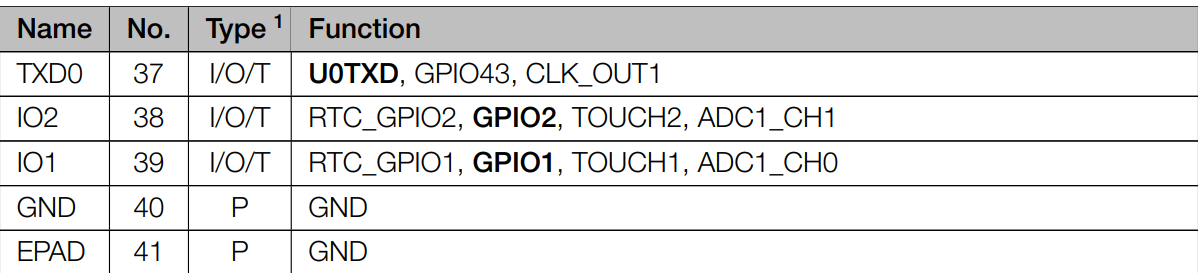 Name No. Type 1 Function
TXD0 37 I/O/T U0TXD, GPIO43, CLK_OUT1
IO2 38 I/O/T RTC_GPIO2, GPIO2, TOUCH2, ADC1_CH1
IO1 39 I/O/T RTC_GPIO1, GPIO1, TOUCH1, ADC1_CH0
GND 40 P GND
EPAD 41 P GND